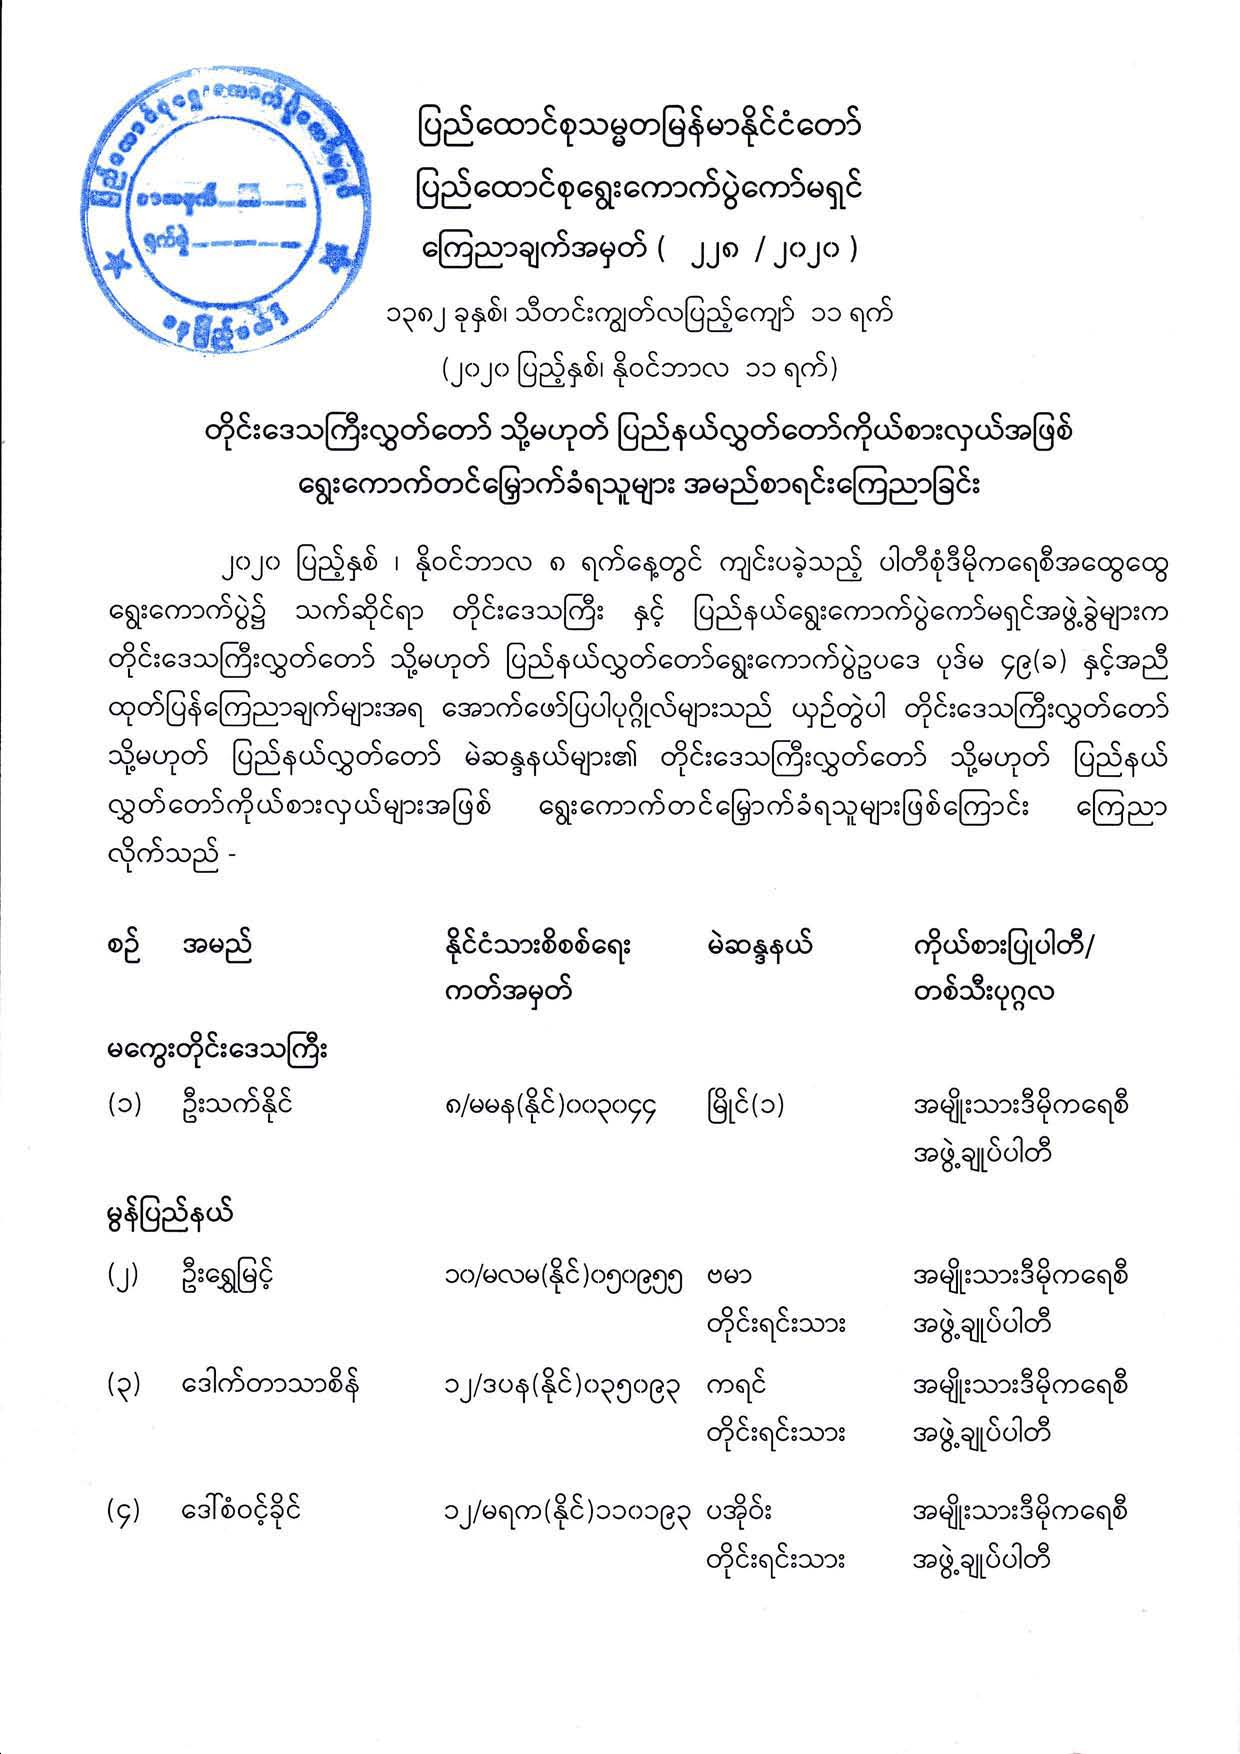 ပြည်ထောင်စုရွေးကောက်ပွဲကော်မရှင်
စာအမှတ်
ရက်စွဲ
နေပြည်တော်
ပြည်ထောင်စုသမ္မတမြန်မာနိုင်ငံတော်
ပြည်ထောင်စုရွေးကောက်ပွဲကော်မရှင်
ကြေညာချက်အမှတ် ( ၂၂၈ / ၂၀၂၀ )
၁၃၈၂ ခုနှစ်၊ သီတင်းကျွတ်လပြည့်ကျော် ၁၁ ရက်
(၂၀၂၀ ပြည့်နှစ်၊ နိုဝင်ဘာလ ၁၁ ရက်)
တိုင်းဒေသကြီးလွှတ်တော် သို့မဟုတ် ပြည်နယ်လွှတ်တော်ကိုယ်စားလှယ်အဖြစ်
ရွေးကောက်တင်မြှောက်ခံရသူများ အမည်စာရင်းကြေညာခြင်း
၂၀၂၀ ပြည့်နှစ် ၊ နိုဝင်ဘာလ ၈ ရက်နေ့တွင် ကျင်းပခဲ့သည့် ပါတီစုံဒီမိုကရေစီအထွေထွေ
ရွေးကောက်ပွဲ၌ သက်ဆိုင်ရာ တိုင်းဒေသကြီး နှင့် ပြည်နယ်ရွေးကောက်ပွဲကော်မရှင်အဖွဲ့ခွဲများက
တိုင်းဒေသကြီးလွှတ်တော် သို့မဟုတ် ပြည်နယ်လွှတ်တော်ရွေးကောက်ပွဲဥပဒေ ပုဒ်မ ၄၉(ခ) နှင့်အညီ
ထုတ်ပြန်ကြေညာချက်များအရ အောက်ဖော်ပြပါပုဂ္ဂိုလ်များသည် ယှဉ်တွဲပါ တိုင်းဒေသကြီးလွှတ်တော်
သို့မဟုတ် ပြည်နယ်လွှတ်တော် မဲဆန္ဒနယ်များ၏ တိုင်းဒေသကြီးလွှတ်တော် သို့မဟုတ် ပြည်နယ်
လွှတ်တော်ကိုယ်စားလှယ်များအဖြစ် ရွေးကောက်တင်မြှောက်ခံရသူများဖြစ်ကြောင်း ကြေညာ
လိုက်သည် -
စဉ် အမည် နိုင်ငံသားစိစစ်ရေး မဲဆန္ဒနယ် ကိုယ်စားပြုပါတီ/
ကတ်အမှတ် တစ်သီးပုဂ္ဂလ
မကွေးတိုင်းဒေသကြီး
(၁) ဦးသက်နိုင် ၈/မမန(နိုင်)၀၀၃၀၄၄ မြိုင်(၁) အမျိုးသားဒီမိုကရေစီ
အဖွဲ့ချုပ်ပါတီ
မွန်ပြည်နယ်
(၂) ဦးရွှေမြင့် ၁၀/မလမ(နိုင်)၀၅၀၉၅၅ ဗမာ အမျိုးသားဒီမိုကရေစီ
တိုင်းရင်းသား အဖွဲ့ချုပ်ပါတီ
(၃) ဒေါက်တာသာစိန် ၁၂/ဒပန(နိုင်)၀၃၅၀၉၃ ကရင် အမျိုးသားဒီမိုကရေစီ
တိုင်းရင်းသား အဖွဲ့ချုပ်ပါတီ
(၄) ဒေါ်စံဝင့်ခိုင် ၁၂/မရက(နိုင်)၁၁၀၁၉၃ ပအိုဝ်း အမျိုးသားဒီမိုကရေစီ
တိုင်းရင်းသား အဖွဲ့ချုပ်ပါတီ